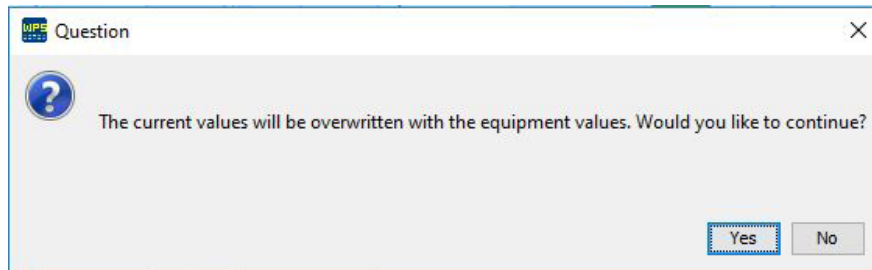 WPS
Question
The current values will be overwritten with the equipment values. Would you like to continue?
Yes
No